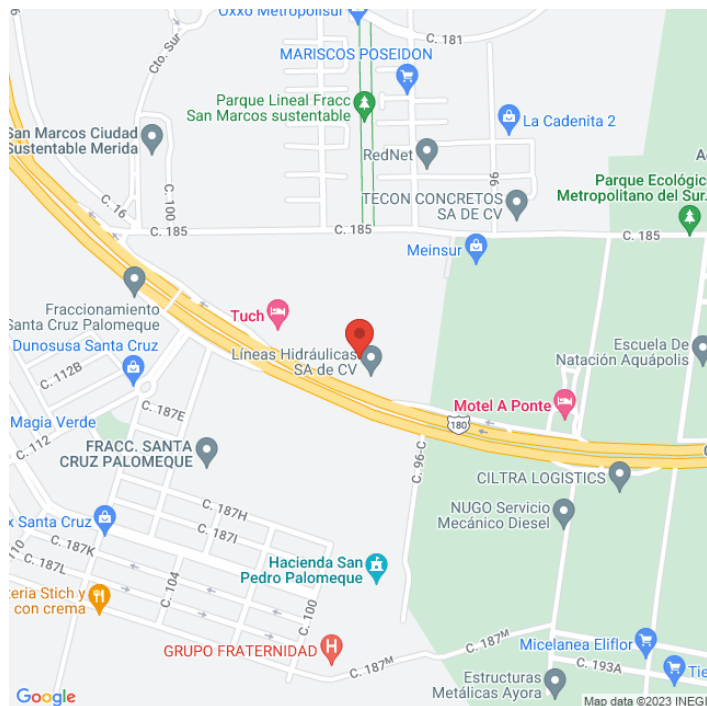 Oxxo Metropolisur
C. 181
MARISCOS POSEIDON
Cto. Sur
Parque Lineal Fracc
San Marcos sustentable
La Cadenita 2
San Marcos Ciudad
Sustentable Merida
RedNet
96
C. 100
TECON CONCRETOS
SA DE CV
Parque Ecológico
Metropolitano del Sur.
C. 16
C. 185
C. 185
C. 185
Meinsur
Fraccionamiento
Santa Cruz Palomeque
Tuch
Dunosusa Santa Cruz
Líneas Hidráulicas
SA de CV
Escuela De
Natación Aquápolis
C. 112B
Motel A Ponte
Magia Verde
C. 187E
180
C. 112
FRACC. SANTA
CRUZ PALOMEQUE
C. 96-C
CILTRA LOGISTICS
C. 187H
NUGO Servicio
Mecánico Diesel
x Santa Cruz
C. 187I
110
C. 187K
C. 187L
Hacienda San
Pedro Palomeque
C. 104
C. 100
teria Stich y
con crema
GRUPO FRATERNIDAD
H
C. 187M
C. 187M
Micelanea Eliflor
C. 193A
Tie
Estructuras
Metálicas Ayora
Google
Map data ©2023 INEGI